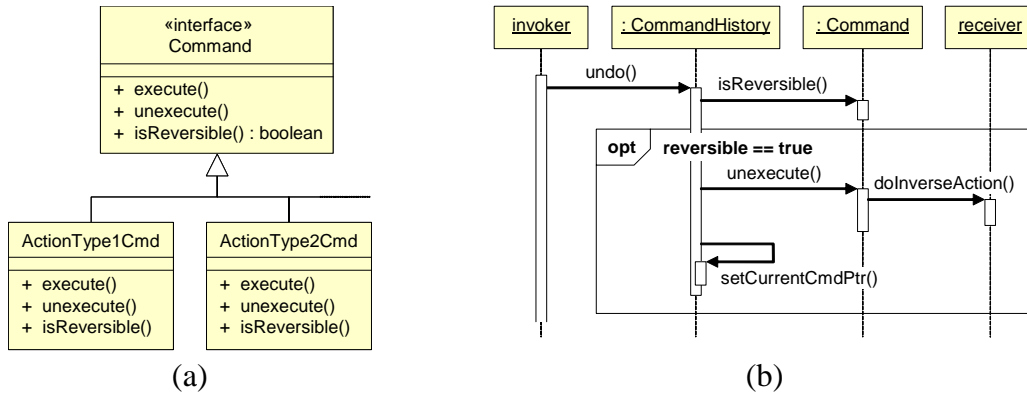 «interface»
Command
+ execute()
+ unexecute()
+ isReversible() : boolean
ActionType1Cmd
+ execute()
+ unexecute()
+ isReversible()
ActionType2Cmd
+ execute()
+ unexecute()
+ isReversible()
(a)
invoker
: CommandHistory
: Command
receiver
undo()
isReversible()
opt
reversible == true
unexecute()
doInverseAction()
setCurrentCmdPtr()
(b)